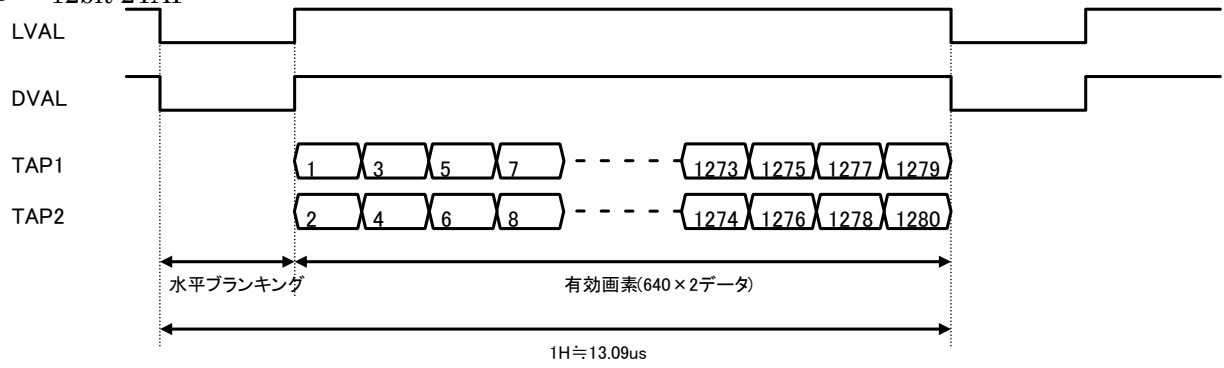 12bit 2TAP
LVAL
DVAL
TAP1 1 3 5 7 1273 1275 1277 1279
TAP2 2 4 6 8 1274 1276 1278 1280
水平ブランキング 有効画素(640×2データ)
1H≒13.09us